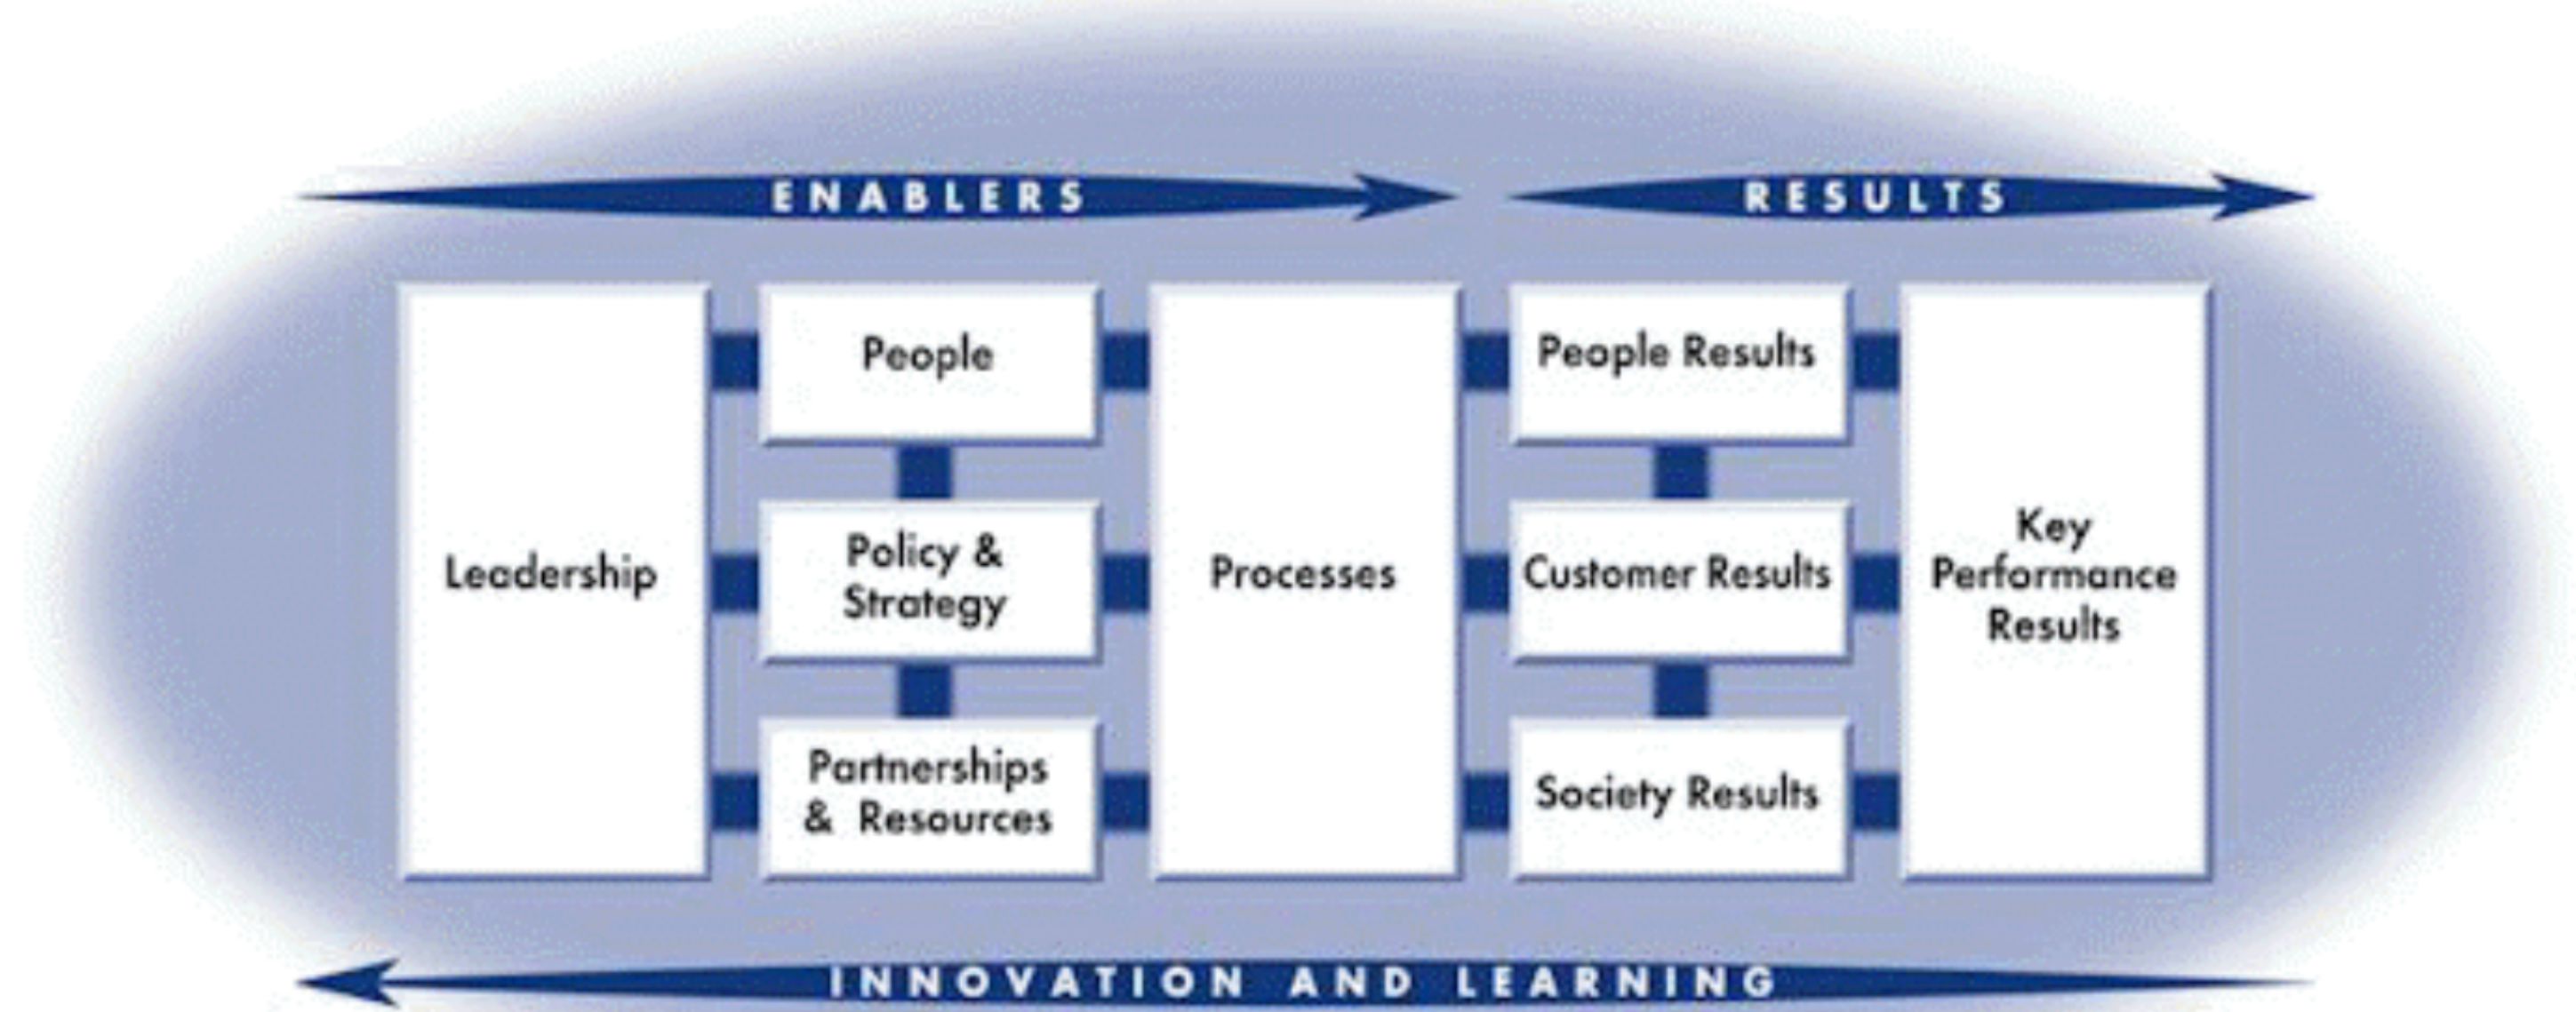 ENABLERS
RESULTS
Leadership
People
Policy &
Strategy
Partnerships
& Resources
Processes
People Results
Customer Results
Society Results
Key
Performance
Results
INNOVATION AND LEARNING